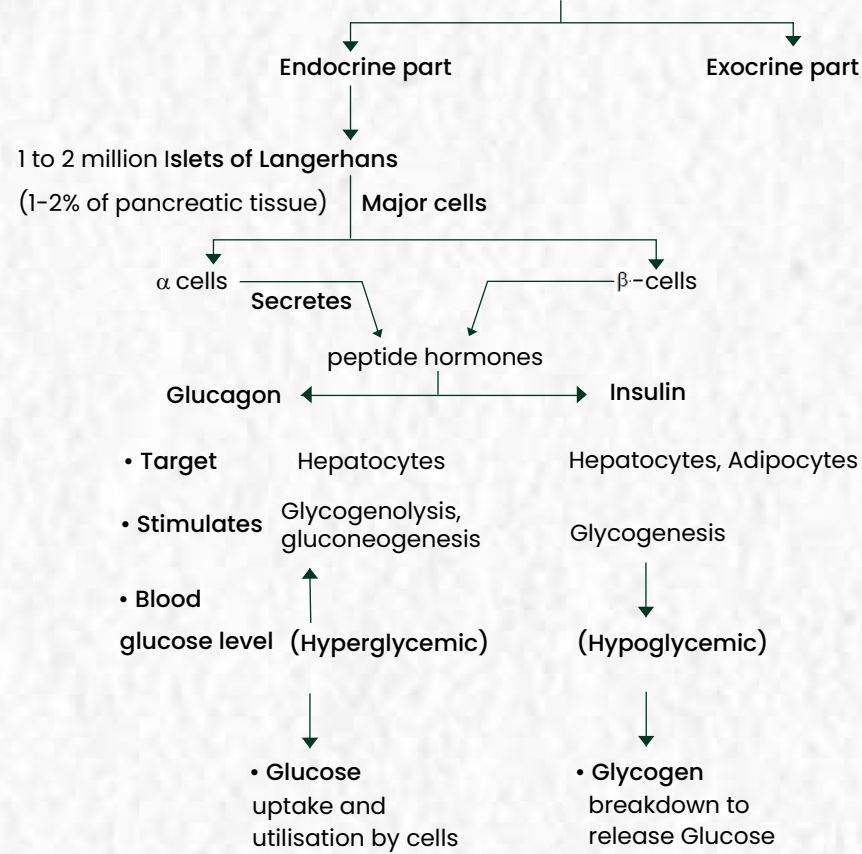 Endocrine part
Exocrine part
1 to 2 million Islets of Langerhans
(1-2% of pancreatic tissue)
Major cells
α cells
β-cells
Secretes
peptide hormones
Glucagon
Insulin
• Target
Hepatocytes
Hepatocytes, Adipocytes
• Stimulates
Glycogenolysis,
gluconeogenesis
Glycogenesis
• Blood
glucose level
(Hyperglycemic)
(Hypoglycemic)
• Glucose
uptake and
utilisation by cells
• Glycogen
breakdown to
release Glucose